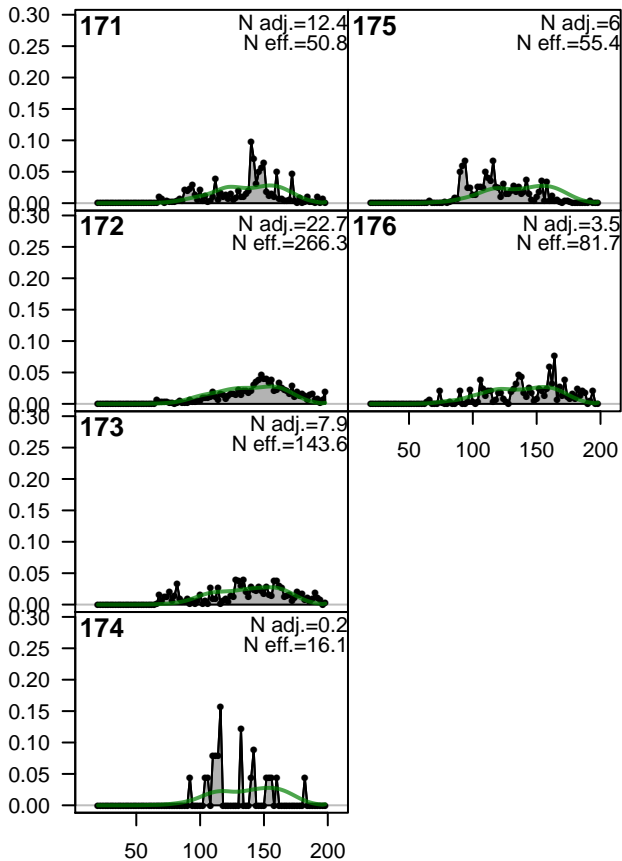 171
N adj.=12.4
N eff.=50.8
0.30
0.25
0.20
0.15
0.10
0.05
0.00
175
N adj.=6
N eff.=55.4
172
N adj.=22.7
N eff.=266.3
0.30
0.25
0.20
0.15
0.10
0.05
0.00
176
N adj.=3.5
N eff.=81.7
50 100 150 200
173
N adj.=7.9
N eff.=143.6
0.30
0.25
0.20
0.15
0.10
0.05
0.00
174
N adj.=0.2
N eff.=16.1
0.30
0.25
0.20
0.15
0.10
0.05
0.00
50 100 150 200